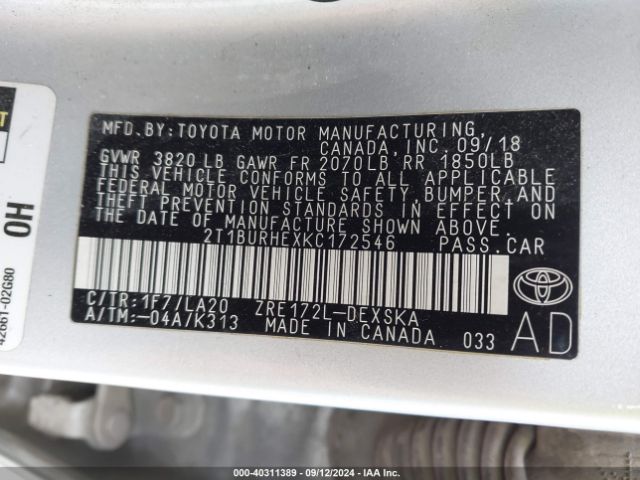 MFD. BY: TOYOTA MOTOR MANUFACTURING,
CANADA, INC. 09/18
GVWR 3820 LB GAWR FR 2070LB RR 1850LB
THIS VEHICLE CONFORMS TO ALL APPLICABLE
FEDERAL MOTOR VEHICLE SAFETY, BUMPER, AND
THEFT PREVENTION STANDARDS IN EFFECT ON
THE DATE OF MANUFACTURE SHOWN ABOVE.
2T1BURHEXKC172546 PASS. CAR
C/TR: 1F7/LA20 ZRE172L-DEXSKA
A/TM: -04A/K313 MADE IN CANADA 033
AD
OH
42661-02G80
000-40311389 - 09/12/2024 - IAA Inc.